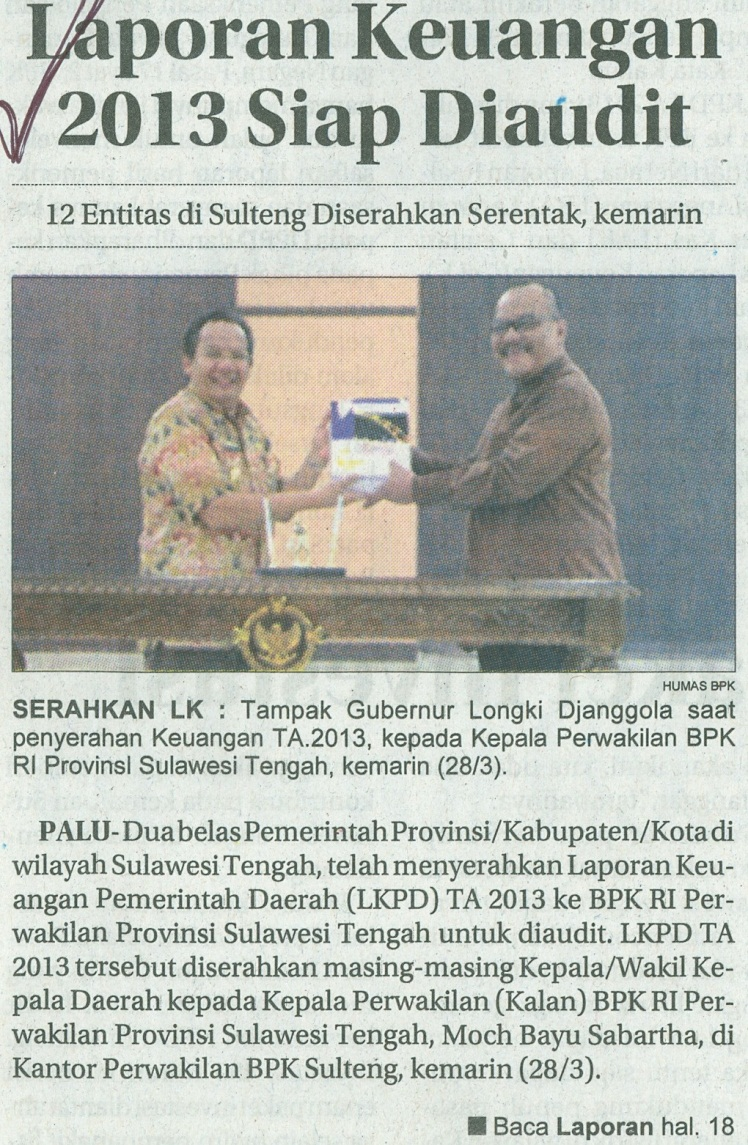 Laporan Keuangan
2013 Siap Diaudit
12 Entitas di Sulteng Diserahkan Serentak, kemarin
HUMAS BPK
SERAHKAN LK : Tampak Gubernur Longki Djanggola saat
penyerahan Keuangan TA.2013, kepada Kepala Perwakilan BPK
RI Provinsl Sulawesi Tengah, kemarin (28/3).
PALU- Duabelas Pemerintah Provinsi/Kabupaten/Kota di
wilayah Sulawesi Tengah, telah menyerahkan Laporan Keu-
angan Pemerintah Daerah (LKPD) TA 2013 ke BPK RI Per-
wakilan Provinsi Sulawesi Tengah untuk diaudit. LKPD TA
2013 tersebut diserahkan masing-masing Kepala/Wakil Ke-
pala Daerah kepada Kepala Perwakilan (Kalan) BPK RI Per-
wakilan Provinsi Sulawesi Tengah, Moch Bayu Sabartha, di
Kantor Perwakilan BPK Sulteng, kemarin (28/3).
■ Baca Laporan hal. 18